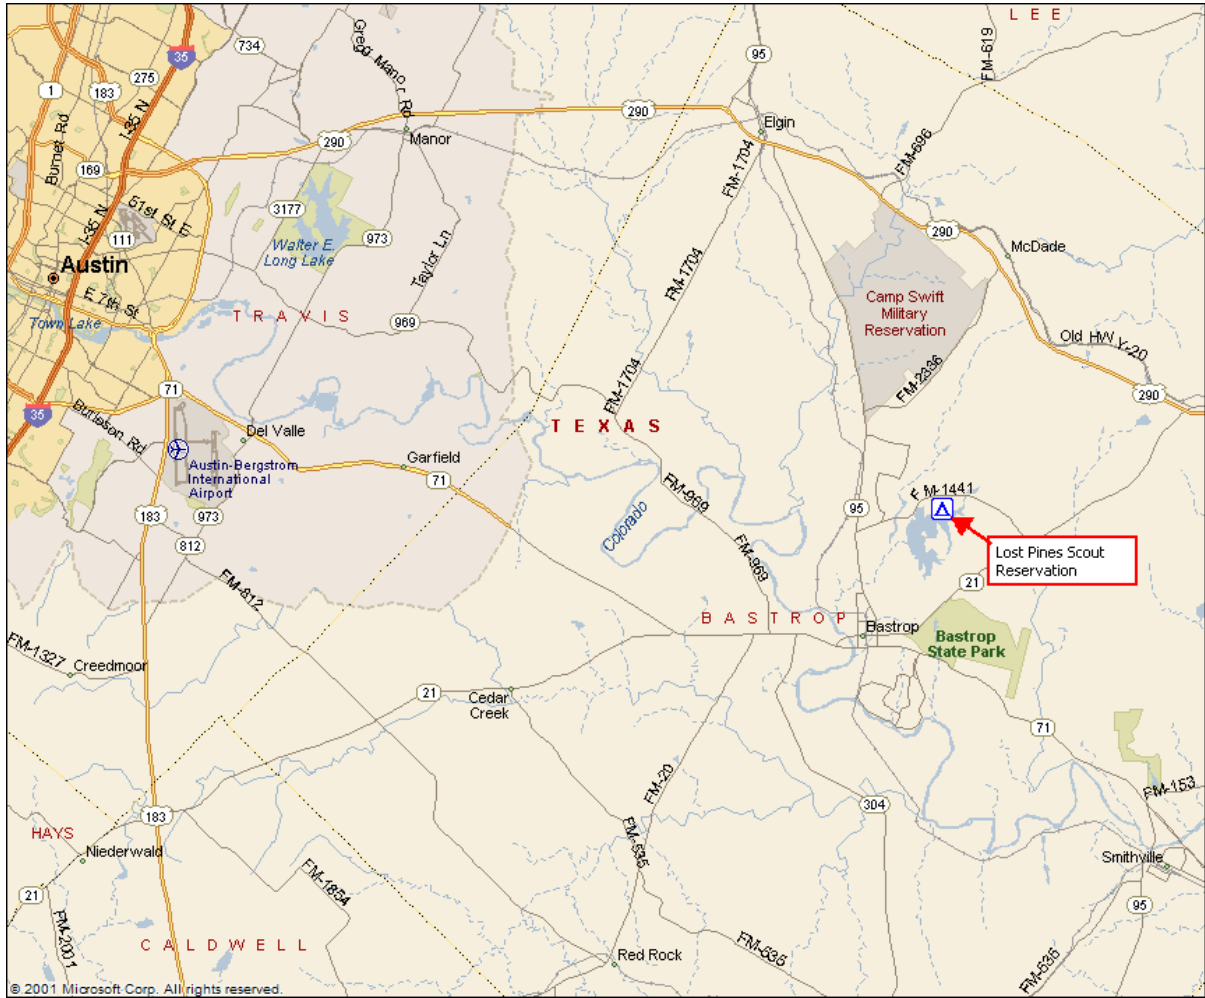 LEE
734
Gregg Manor Rd
95
FM-619
35
275
1
183
I-35 N
290
290
Manor
Elgin
Burnet Rd
169
FM-1704
FM-696
51st St E
3177
111
I-35 N
973
Walter E.
Long Lake
Taylor Ln
290
McDade
Austin
FM-1704
E 7th St
Camp Swift
Military
Reservation
TRAVIS
Town Lake
969
Old HWY-20
FM-1704
FM-2336
71
290
35
Burleson Rd
TEXAS
Del Valle
Garfield
Austin-Bergstrom
International
Airport
71
FM-969
FM-1441
183
973
95
Colorado
812
FM-969
Lost Pines Scout
Reservation
FM-812
21
BASTROP
Bastrop
Bastrop
State Park
FM-1327
Creedmoor
21
Cedar
Creek
71
FM-20
FM-153
183
304
HAYS
FM-535
Niederwald
Smithville
FM-1854
21
95
FM-2001
CALDWELL
Red Rock
FM-535
FM-535
© 2001 Microsoft Corp. All rights reserved.